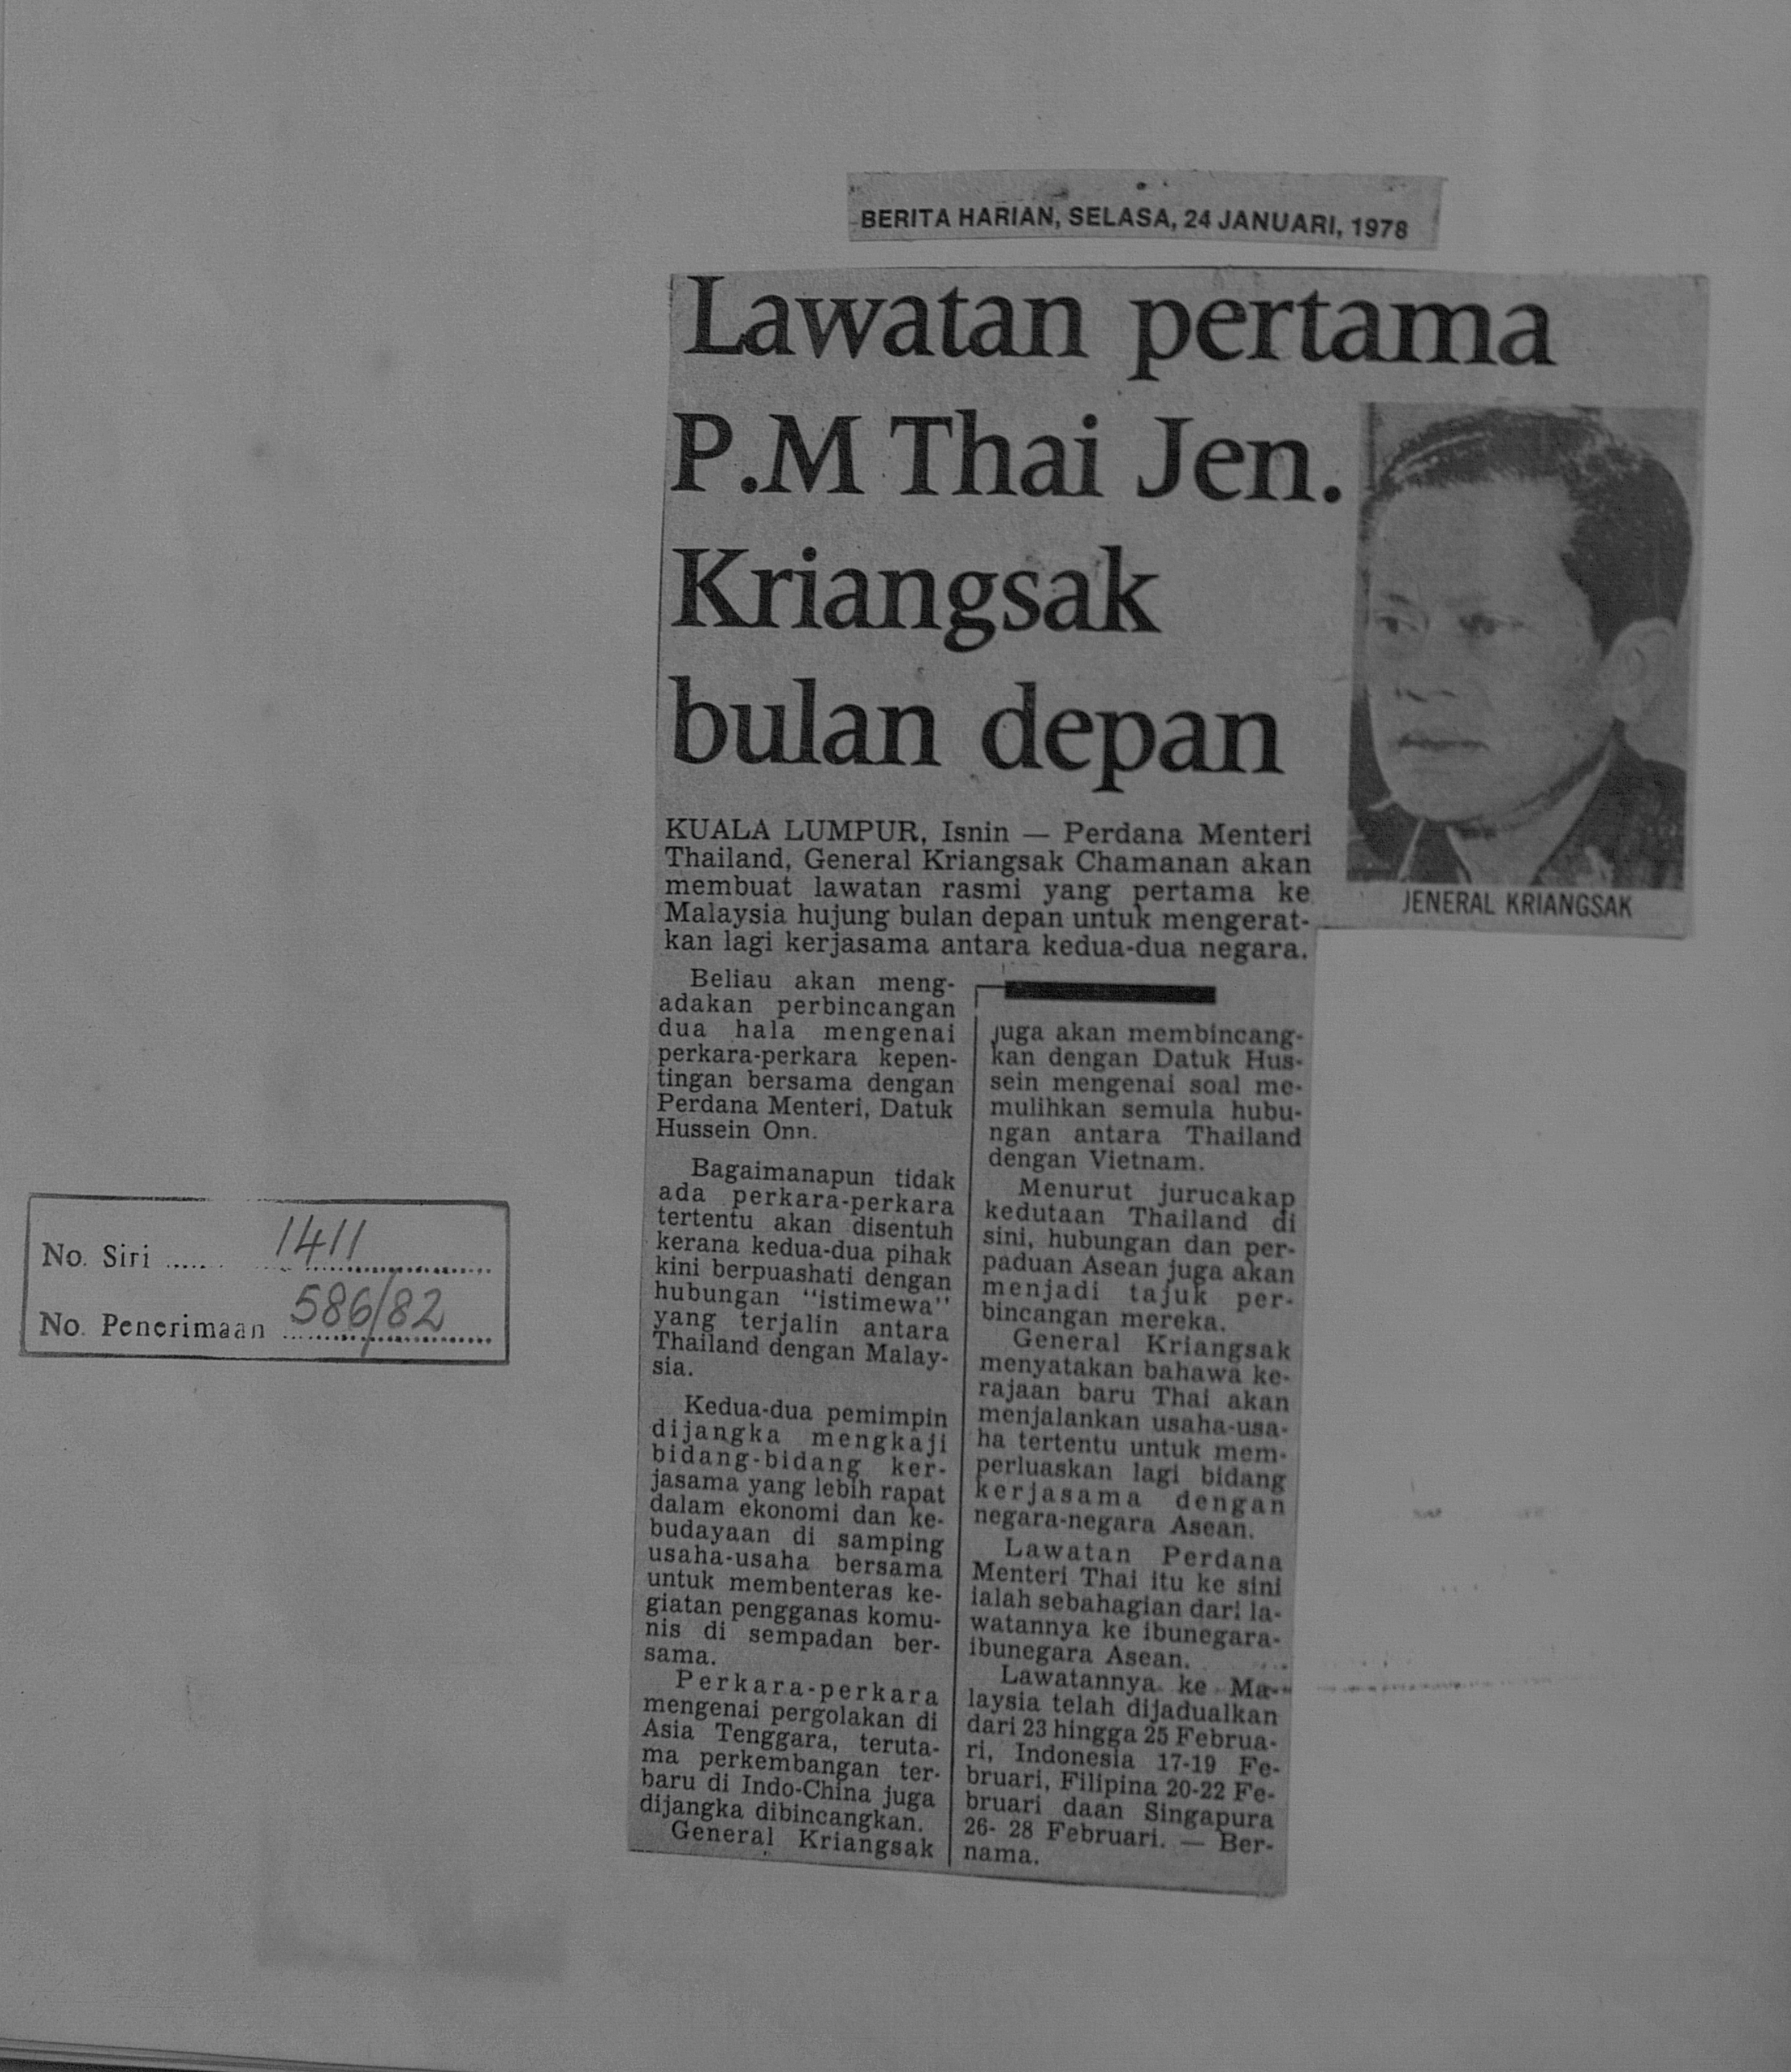 BERITA HARIAN, SELASA, 24 JANUARI, 1978
Lawatan pertama
P.M Thai Jen.
Kriangsak
bulan depan
JENERAL KRIANGSAK
KUALA LUMPUR, Isnin — Perdana Menteri
Thailand, General Kriangsak Chamanan akan
membuat lawatan rasmi yang pertama ke
Malaysia hujung bulan depan untuk mengerat-
kan lagi kerjasama antara kedua-dua negara.
Beliau akan meng-
adakan perbincangan
dua hala mengenai
perkara-perkara kepen-
tingan bersama dengan
Perdana Menteri, Datuk
Hussein Onn.
Bagaimanapun tidak
ada perkara-perkara
tertentu akan disentuh
kerana kedua-dua pihak
kini berpuashati dengan
hubungan "istimewa"
yang terjalin antara
Thailand dengan Malay-
sia.
Kedua-dua pemimpin
dijangka mengkaji
bidang-bidang ker-
jasama yang lebih rapat
dalam ekonomi dan ke-
budayaan di samping
usaha-usaha bersama
untuk membenteras ke-
giatan pengganas komu-
nis di sempadan ber-
sama.
Perkara-perkara
mengenai pergolakan di
Asia Tenggara, teruta-
ma perkembangan ter-
baru di Indo-China juga
dijangka dibincangkan.
General Kriangsak
juga akan membincang-
kan dengan Datuk Hus-
sein mengenai soal me-
mulihkan semula hubu-
ngan antara Thailand
dengan Vietnam.
Menurut jurucakap
kedutaan Thailand di
sini, hubungan dan per-
paduan Asean juga akan
menjadi tajuk per-
bincangan mereka.
General Kriangsak
menyatakan bahawa ke-
rajaan baru Thai akan
menjalankan usaha-usa-
ha tertentu untuk mem-
perluaskan lagi bidang
kerjasama dengan
negara-negara Asean.
Lawatan Perdana
Menteri Thai itu ke sini
ialah sebahagian dari la-
watannya ke ibunegara-
ibunegara Asean.
Lawatannya ke Ma-
laysia telah dijadualkan
dari 23 hingga 25 Februa-
ri, Indonesia 17-19 Fe-
bruari, Filipina 20-22 Fe-
bruari daan Singapura
26- 28 Februari. — Ber-
nama.
No. Siri ...... 1411
No. Penerimaan 586/82